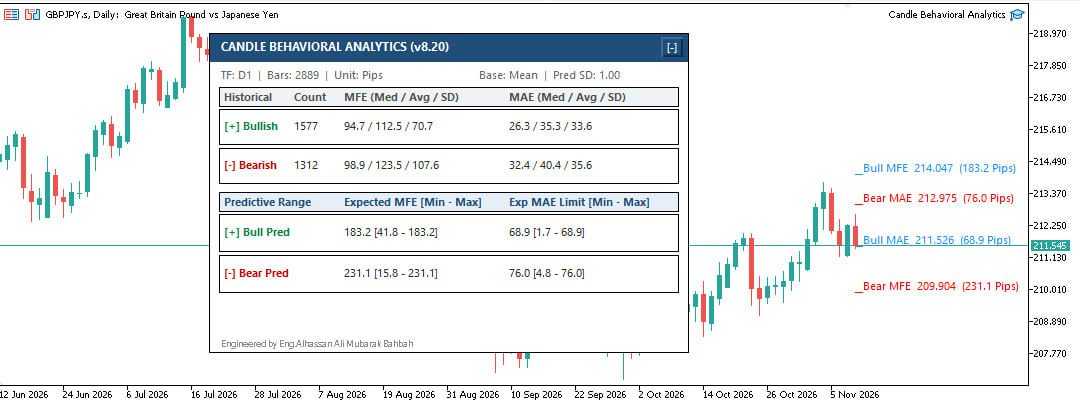 GBPJPY.s, Daily: Great Britain Pound vs Japanese Yen
Candle Behavioral Analytics
CANDLE BEHAVIORAL ANALYTICS (v8.20) [-]
TF: D1 | Bars: 2889 | Unit: Pips Base: Mean | Pred SD: 1.00
Historical Count MFE (Med / Avg / SD) MAE (Med / Avg / SD)
[+] Bullish 1577 94.7 / 112.5 / 70.7 26.3 / 35.3 / 33.6
[-] Bearish 1312 98.9 / 123.5 / 107.6 32.4 / 40.4 / 35.6
Predictive Range Expected MFE [Min - Max] Exp MAE Limit [Min - Max]
[+] Bull Pred 183.2 [41.8 - 183.2] 68.9 [1.7 - 68.9]
[-] Bear Pred 231.1 [15.8 - 231.1] 76.0 [4.8 - 76.0]
Engineered by Eng.Alhassan Ali Mubarak Bahbah
Bull MFE 214.047 (183.2 Pips)
Bear MAE 212.975 (76.0 Pips)
Bull MAE 211.526 (68.9 Pips)
Bear MFE 209.904 (231.1 Pips)
218.970
217.850
216.730
215.610
214.490
213.370
212.250
211.545
211.130
210.010
208.890
207.770
12 Jun 2026 24 Jun 2026 6 Jul 2026 16 Jul 2026 28 Jul 2026 7 Aug 2026 19 Aug 2026 31 Aug 2026 10 Sep 2026 22 Sep 2026 2 Oct 2026 14 Oct 2026 26 Oct 2026 5 Nov 2026